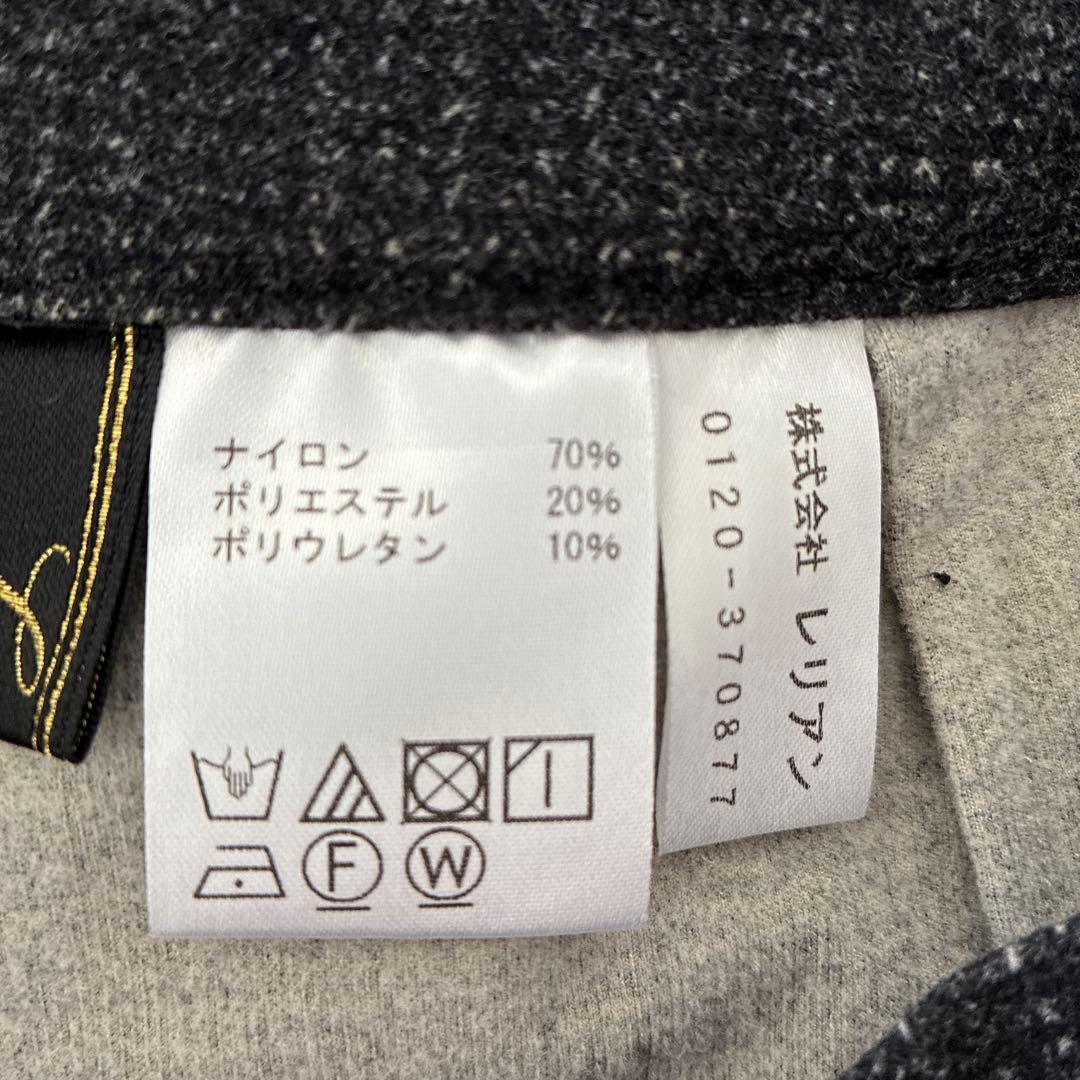 ナイロン 70%
ポリエステル 20%
ポリウレタン 10%
F W
株式会社 レリアン
0120-370877